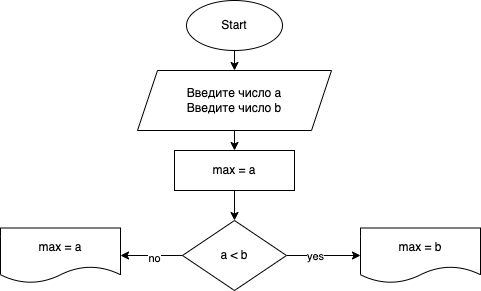 Start
Введите число a
Введите число b
max = a
a < b
no
yes
max = a
max = b